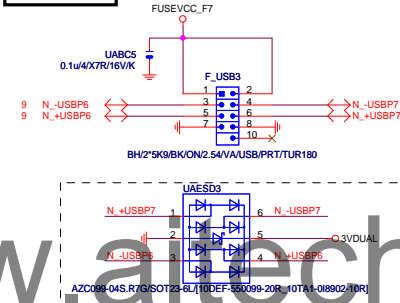 FUSEVCC_F7
UABC5
0.1u/4/X7R/16V/K
F_USB3
1 2
9 N_-USBP6 3 4 N_-USBP7
9 N_+USBP6 5 6 N_+USBP7
7 8
10
BH/2*5K9/BK/ON/2.54/VA/USB/PRT/TUR180
UAESD3
N_+USBP7 1 6 N_-USBP7
2 5 3VDUAL
N_-USBP6 3 4 N_+USBP6
AZC099-04S.R7G/SOT23-6L/[10DEF-550099-20R_10TA1-0I8902-10R]
w.aitech